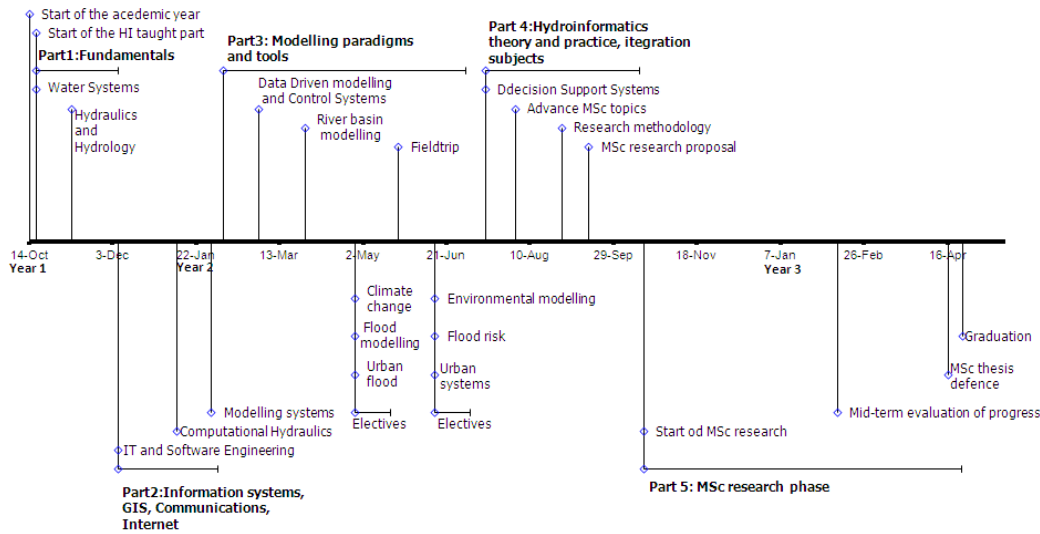 Start of the acedemic year
Start of the HI taught part
Part1:Fundamentals
Water Systems
Hydraulics
and
Hydrology
Part3: Modelling paradigms
and tools
Data Driven modelling
and Control Systems
River basin
modelling
Fieldtrip
Part 4:Hydroinformatics
theory and practice, itegration
subjects
Ddecision Support Systems
Advance MSc topics
Research methodology
MSc research proposal
14-Oct
3-Dec
22-Jan
13-Mar
2-May
21-Jun
10-Aug
29-Sep
18-Nov
7-Jan
26-Feb
16-Apr
Year 1
Year 2
Year 3
Climate
change
Flood
modelling
Urban
flood
Electives
Environmental modelling
Flood risk
Urban
systems
Electives
Graduation
MSc thesis
defence
Mid-term evaluation of progress
Modelling systems
Computational Hydraulics
IT and Software Engineering
Start od MSc research
Part2:Information systems,
GIS, Communications,
Internet
Part 5: MSc research phase